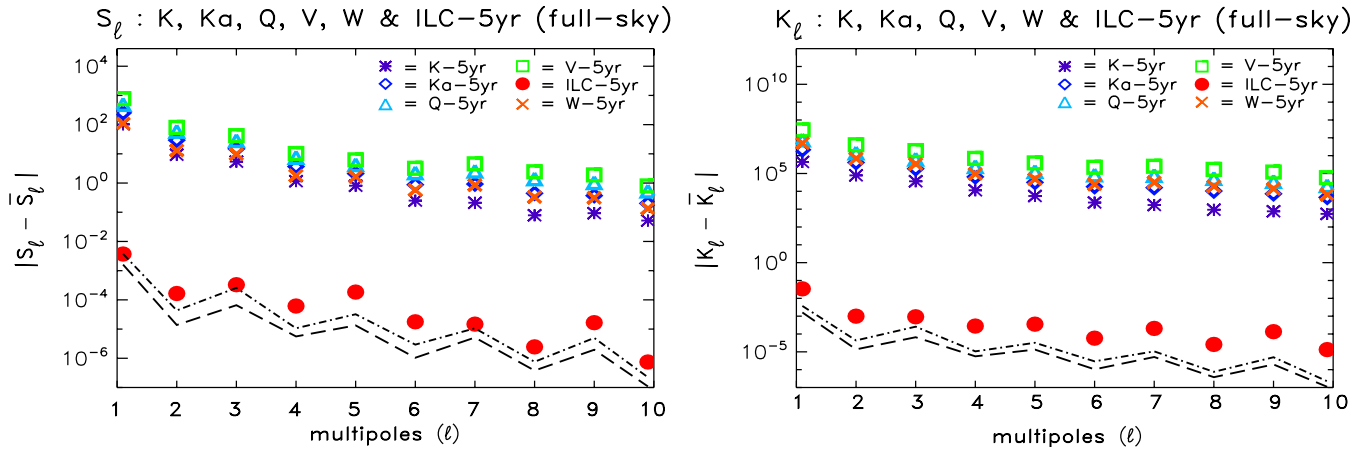 S_ℓ : K, Ka, Q, V, W & ILC–5yr (full–sky)
|S_ℓ – S̄_ℓ|
10^4
10^2
10^0
10^−2
10^−4
10^−6
= K–5yr
= V–5yr
= Ka–5yr
= ILC–5yr
= Q–5yr
= W–5yr
1 2 3 4 5 6 7 8 9 10
multipoles (ℓ)
K_ℓ : K, Ka, Q, V, W & ILC–5yr (full–sky)
|K_ℓ – K̄_ℓ|
10^10
10^5
10^0
10^−5
= K–5yr
= V–5yr
= Ka–5yr
= ILC–5yr
= Q–5yr
= W–5yr
1 2 3 4 5 6 7 8 9 10
multipoles (ℓ)